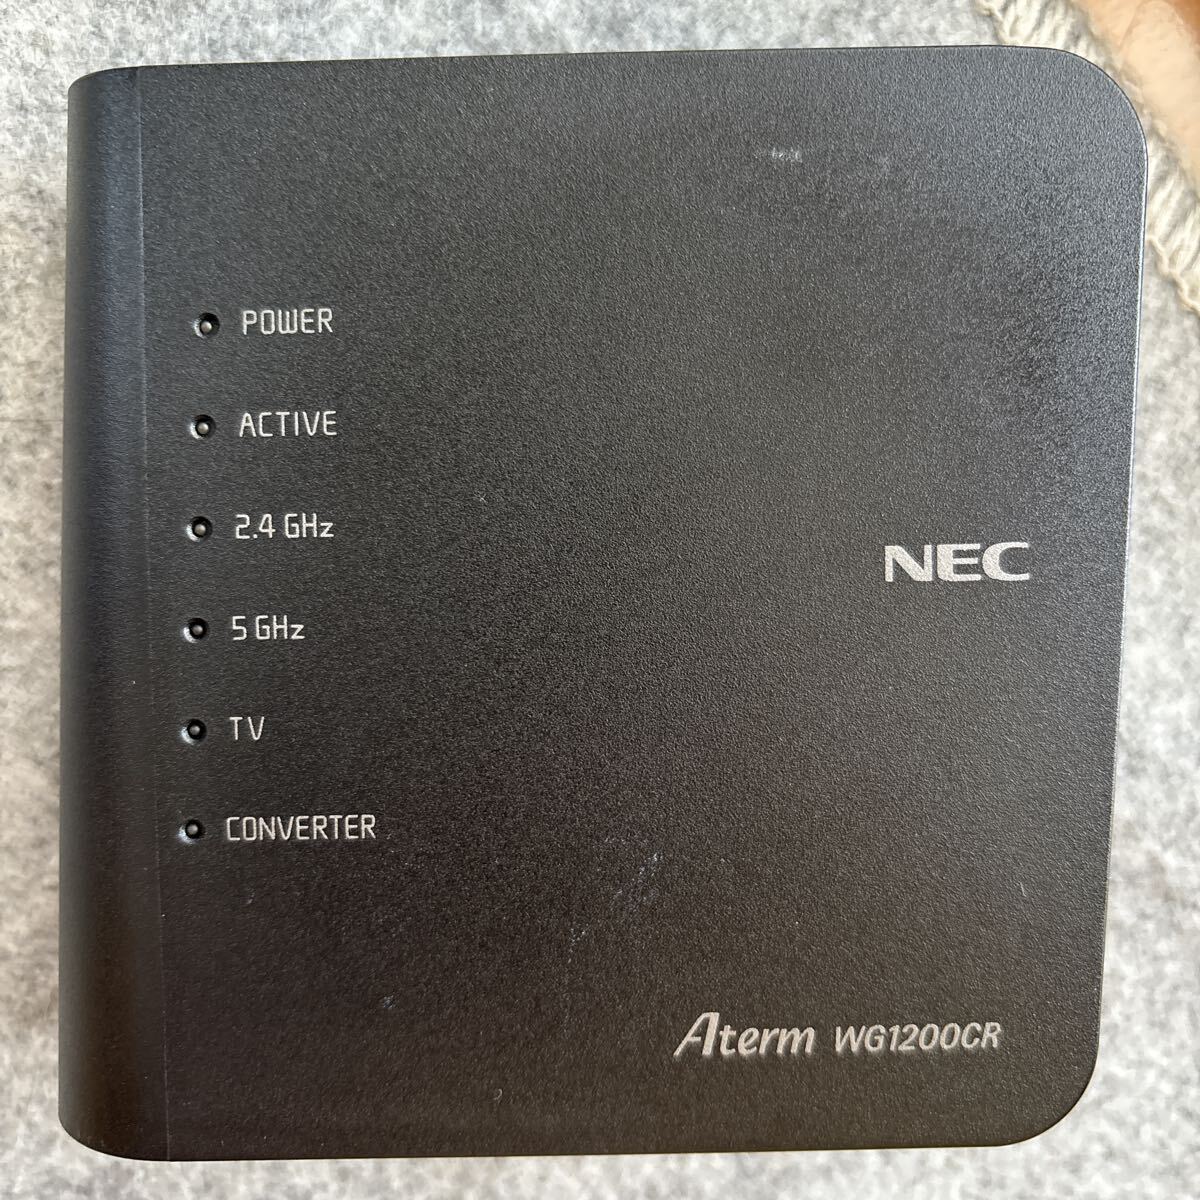 POWER
ACTIVE
2.4 GHz
5 GHz
NEC
TV
CONVERTER
Aterm WG1200CR